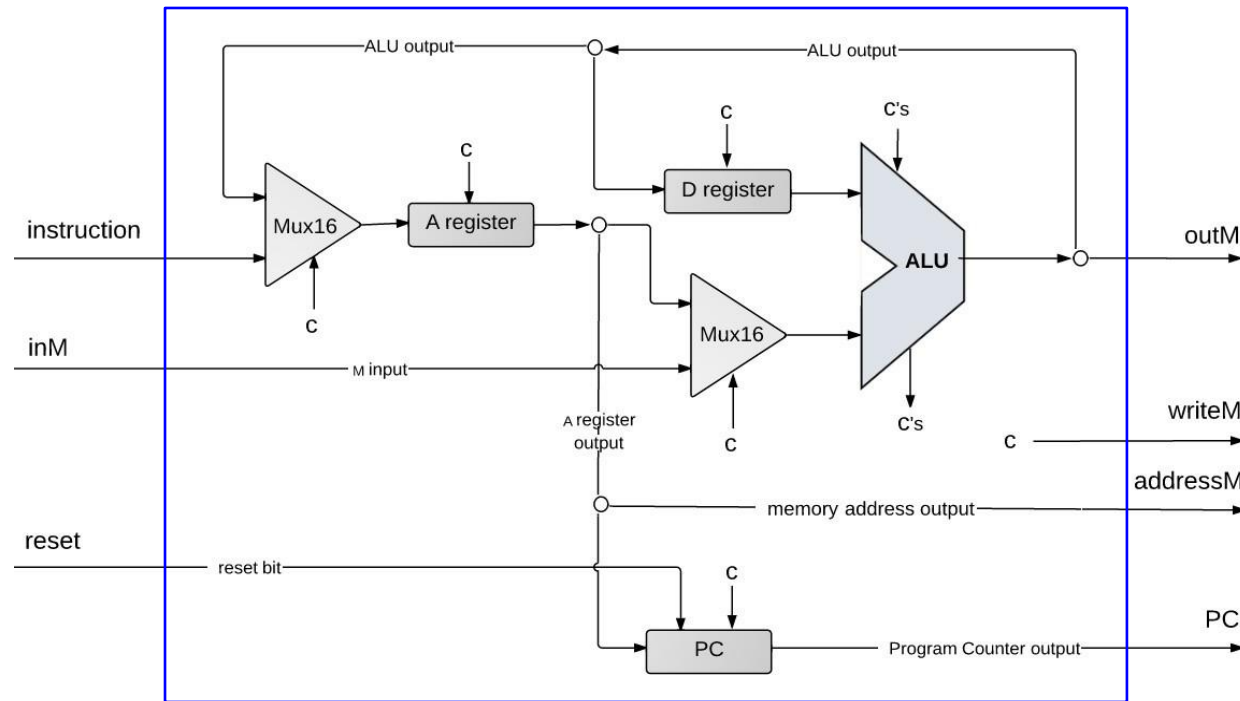 ALU output
ALU output
c
c's
c
D register
Mux16
A register
instruction
outM
ALU
c
Mux16
inM
M input
A register
output
c's
writeM
c
c
addressM
memory address output
reset
reset bit
c
PC
PC
Program Counter output